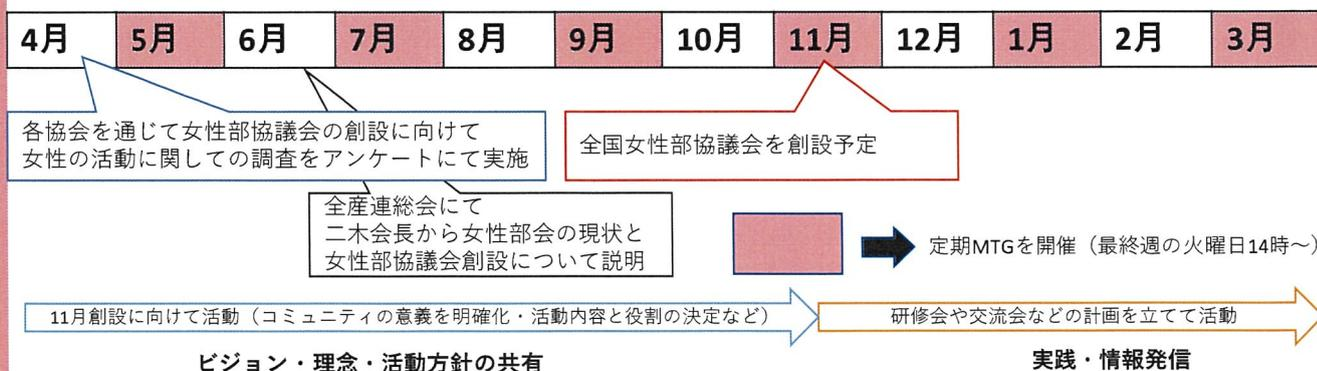 4月 5月 6月 7月 8月 9月 10月 11月 12月 1月 2月 3月
各協会を通じて女性部協議会の創設に向けて
女性の活動に関しての調査をアンケートにて実施
全国女性部協議会を創設予定
全産連総会にて
二木会長から女性部会の現状と
女性部協議会創設について説明
定期MTGを開催（最終週の火曜日14時～）
11月創設に向けて活動（コミュニティの意義を明確化・活動内容と役割の決定など）
研修会や交流会などの計画を立てて活動
ビジョン・理念・活動方針の共有
実践・情報発信